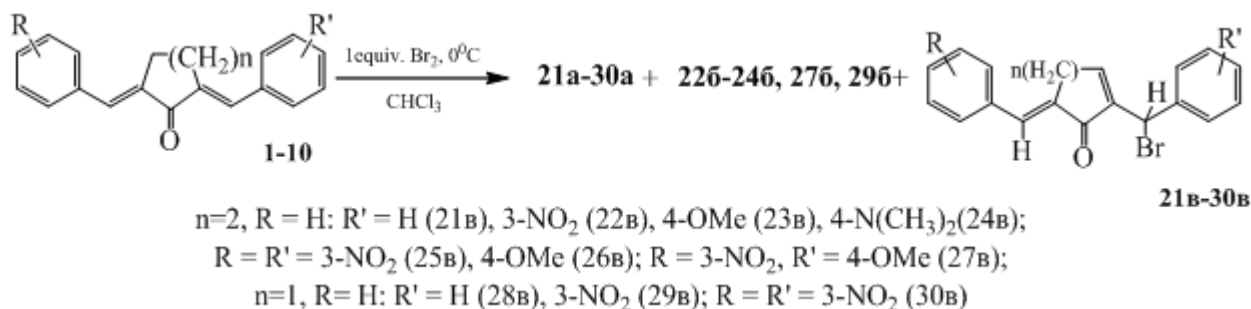 R
R'
(CH₂)n
O
1-10
1equiv. Br₂, 0⁰C
CHCl₃
21а-30а + 22б-24б, 27б, 29б+
R
R'
n(H₂C)
H
H
O
Br
21в-30в
n=2, R = H: R' = H (21в), 3-NO₂ (22в), 4-OMe (23в), 4-N(CH₃)₂(24в);
R = R' = 3-NO₂ (25в), 4-OMe (26в); R = 3-NO₂, R' = 4-OMe (27в);
n=1, R= H: R' = H (28в), 3-NO₂ (29в); R = R' = 3-NO₂ (30в)